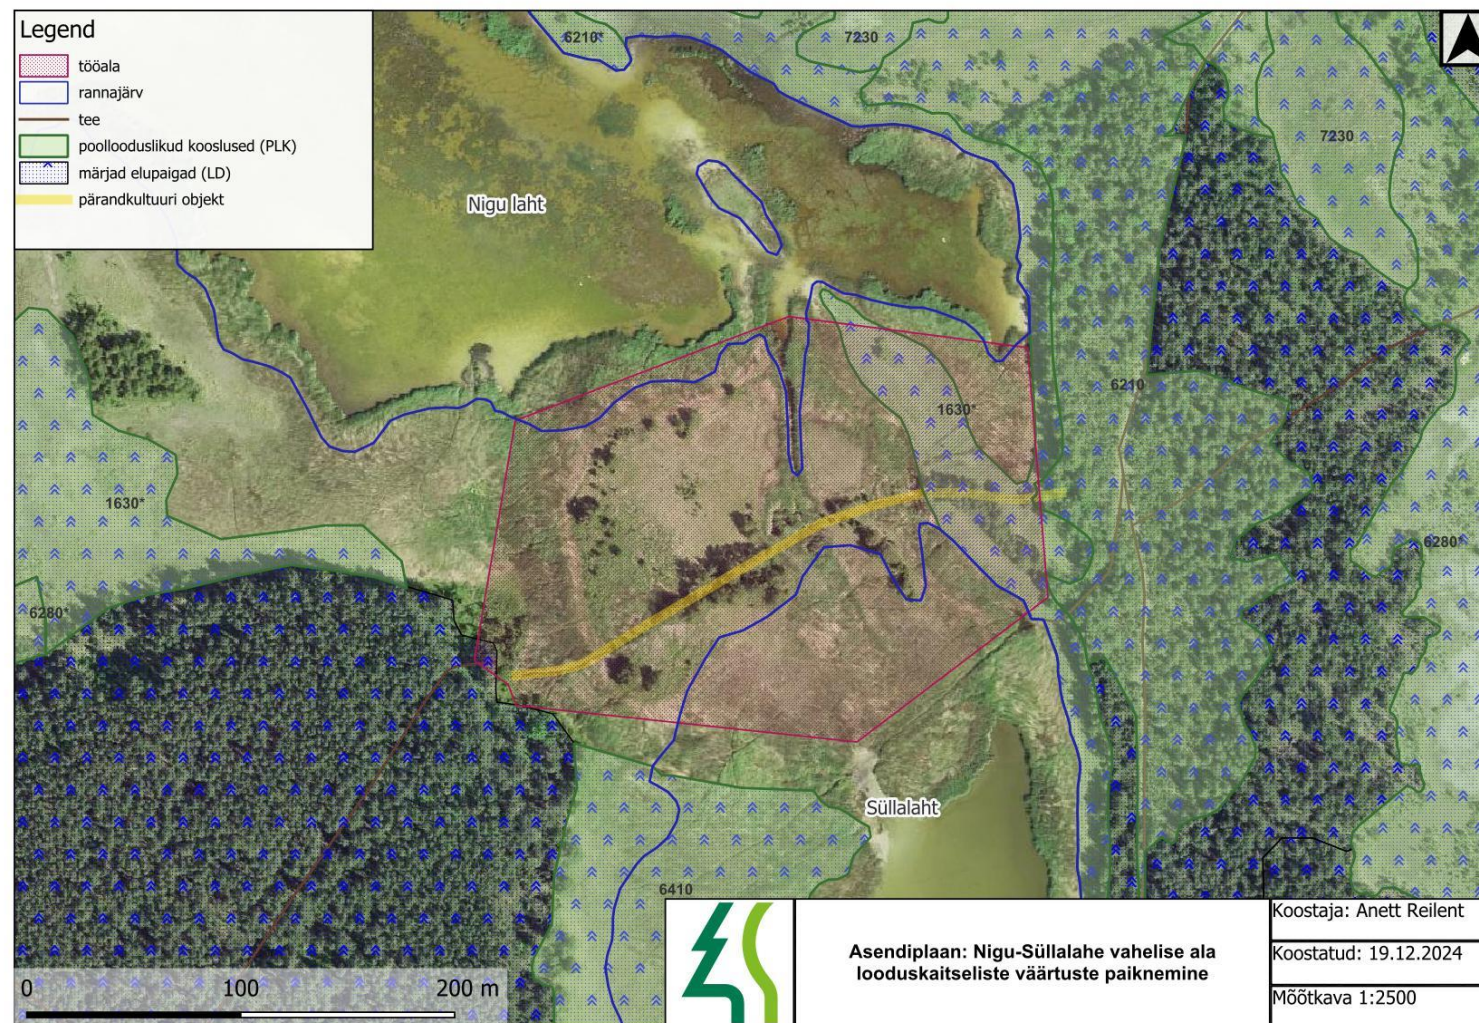 Legend
tööala
rannajärv
tee
poollooduslikud kooslused (PLK)
märjad elupaigad (LD)
pärandkultuuri objekt
6210*
7230
7230
Nigu laht
6210
1630*
1630*
6280*
6280*
Süllalaht
6410
0 100 200 m
Asendiplaan: Nigu-Süllalahe vahelise ala
looduskaitseliste väärtuste paiknemine
Koostaja: Anett Reilent
Koostatud: 19.12.2024
Mõõtkava 1:2500